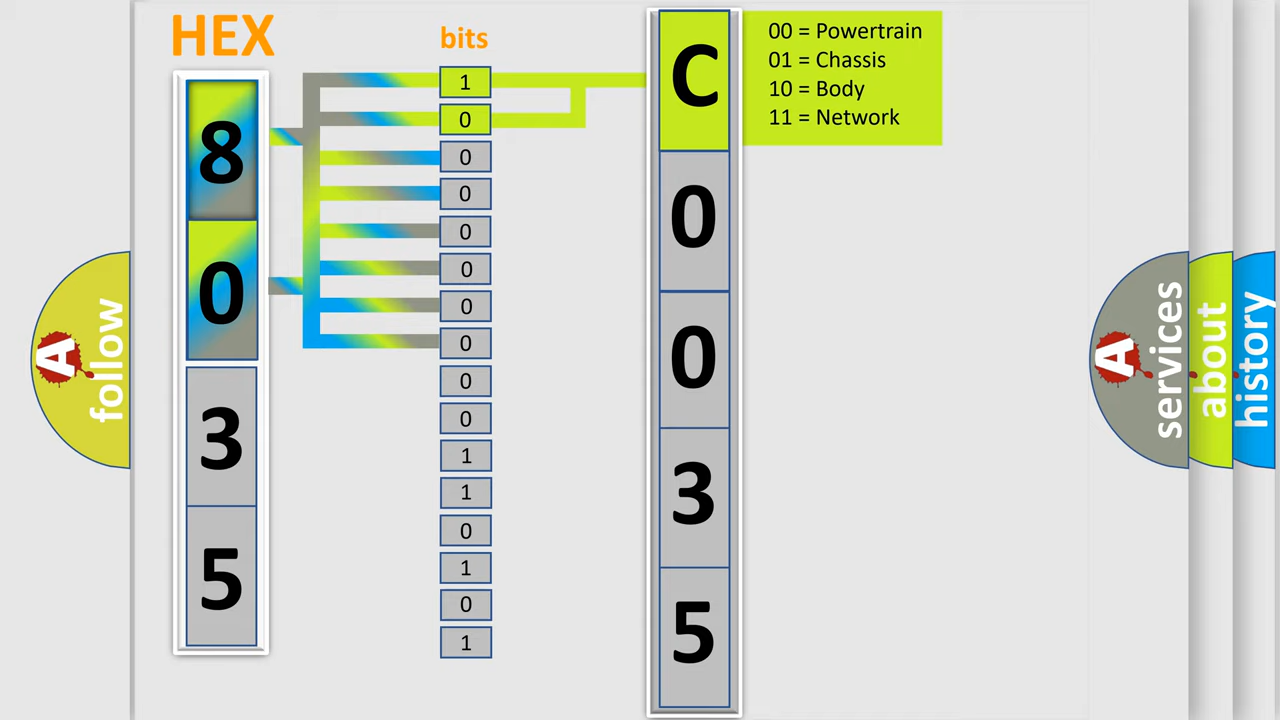 HEX
bits
8
0
3
5
1
0
0
0
0
0
0
0
0
0
1
1
0
1
0
1
C
0
0
3
5
00 = Powertrain
01 = Chassis
10 = Body
11 = Network
A
follow
A
services
about
history